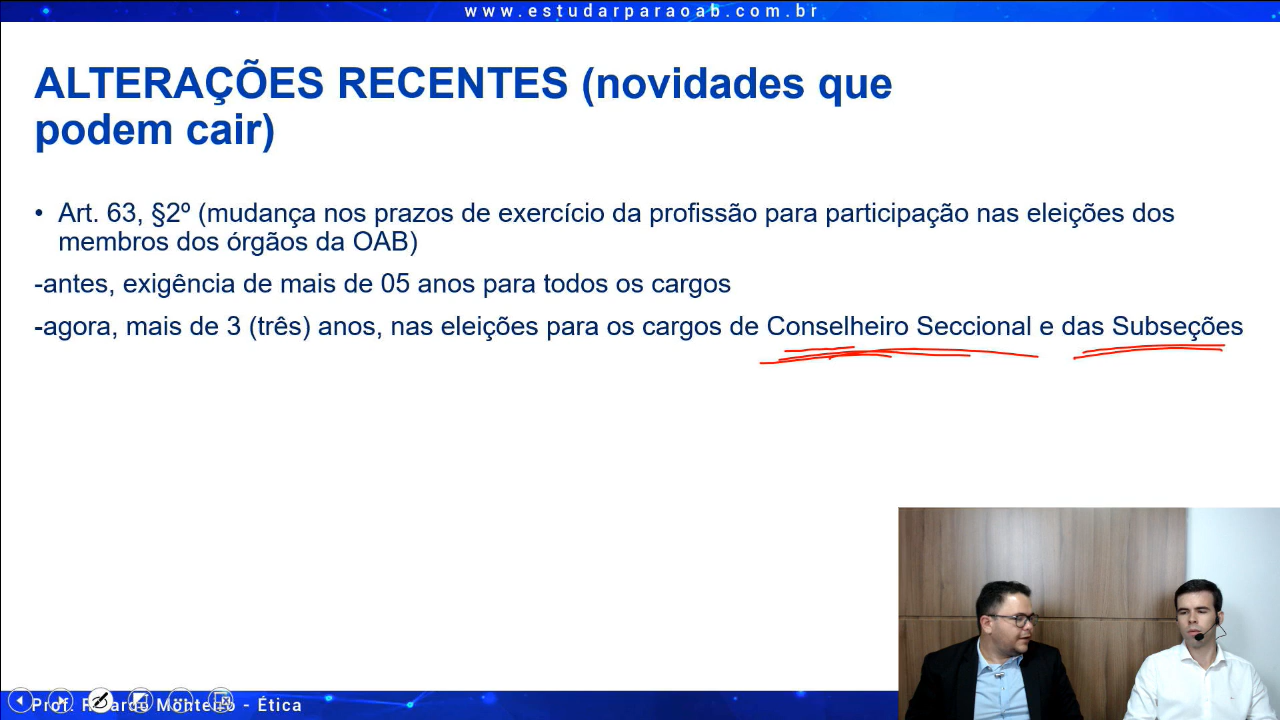 www.estudarparaoab.com.br
ALTERAÇÕES RECENTES (novidades que
podem cair)
• Art. 63, §2º (mudança nos prazos de exercício da profissão para participação nas eleições dos
membros dos órgãos da OAB)
-antes, exigência de mais de 05 anos para todos os cargos
-agora, mais de 3 (três) anos, nas eleições para os cargos de Conselheiro Seccional e das Subseções
Prof. Ricardo Monteiro - Ética